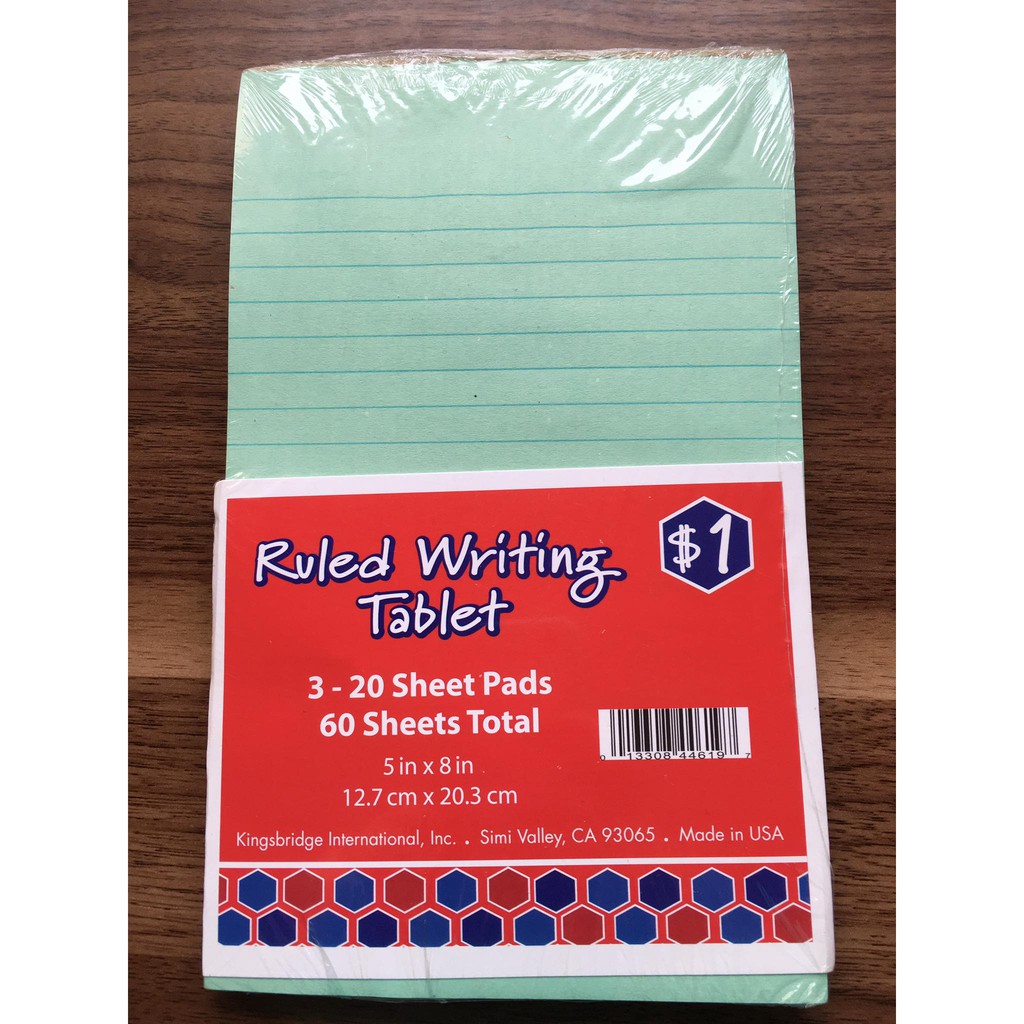 $1
Ruled Writing
Tablet
3 - 20 Sheet Pads
60 Sheets Total
5 in x 8 in
12.7 cm x 20.3 cm
0 13308 44619 7
Kingsbridge International, Inc. . Simi Valley, CA 93065 . Made in USA